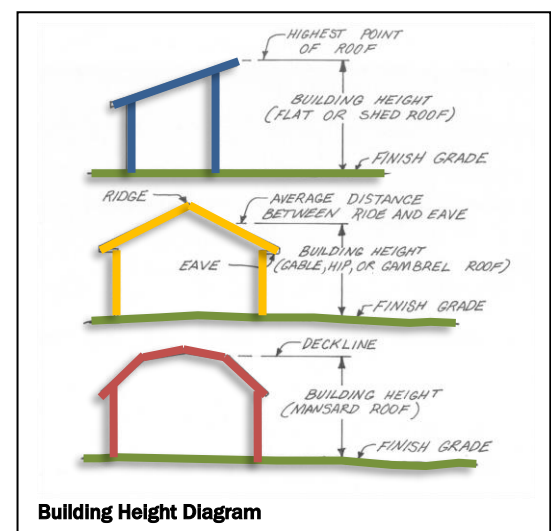 HIGHEST POINT
OF ROOF
BUILDING HEIGHT
(FLAT OR SHED ROOF)
FINISH GRADE
RIDGE
AVERAGE DISTANCE
BETWEEN RIDE AND EAVE
EAVE
BUILDING HEIGHT
(GABLE, HIP, OR GAMBREL ROOF)
FINISH GRADE
DECKLINE
BUILDING HEIGHT
(MANSARD ROOF)
FINISH GRADE
Building Height Diagram